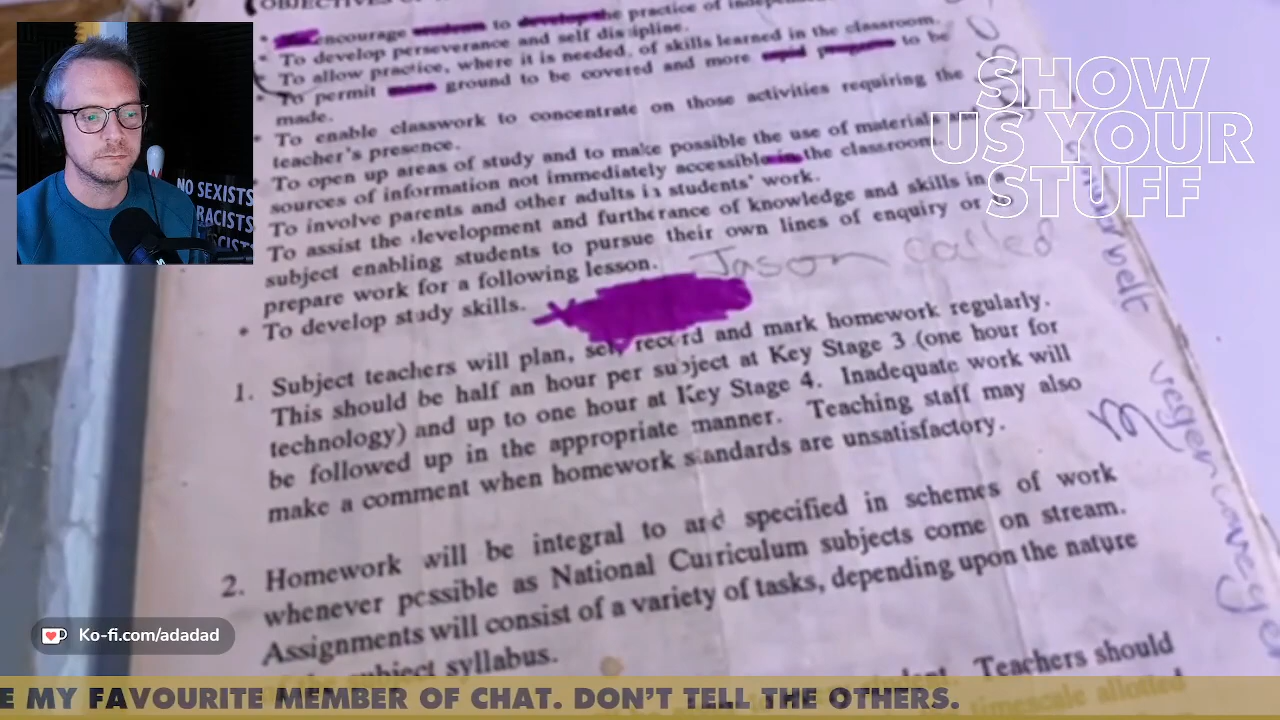 OBJECTIVES
encourage to the practice of
To develop perseverance and self discipline.
To allow practice, where it is needed, of skills learned in the classroom.
To permit ground to be covered and more to be
made.
To enable classwork to concentrate on those activities requiring the
teacher's presence.
To open up areas of study and to make possible the use of material
sources of information not immediately accessible in the classroom.
To involve parents and other adults in students' work.
To assist the development and furtherance of knowledge and skills in a
subject enabling students to pursue their own lines of enquiry or
prepare work for a following lesson.
* To develop study skills.
Jason called
1. Subject teachers will plan, set, record and mark homework regularly.
This should be half an hour per subject at Key Stage 3 (one hour for
technology) and up to one hour at Key Stage 4. Inadequate work will
be followed up in the appropriate manner. Teaching staff may also
make a comment when homework standards are unsatisfactory.
2. Homework will be integral to and specified in schemes of work
whenever possible as National Curriculum subjects come on stream.
Assignments will consist of a variety of tasks, depending upon the nature
subject syllabus.
student. Teachers should
timescale allotted
NO SEXISTS
RACISTS
SHOW
US YOUR
STUFF
Ko-fi.com/adadad
E MY FAVOURITE MEMBER OF CHAT. DON'T TELL THE OTHERS.